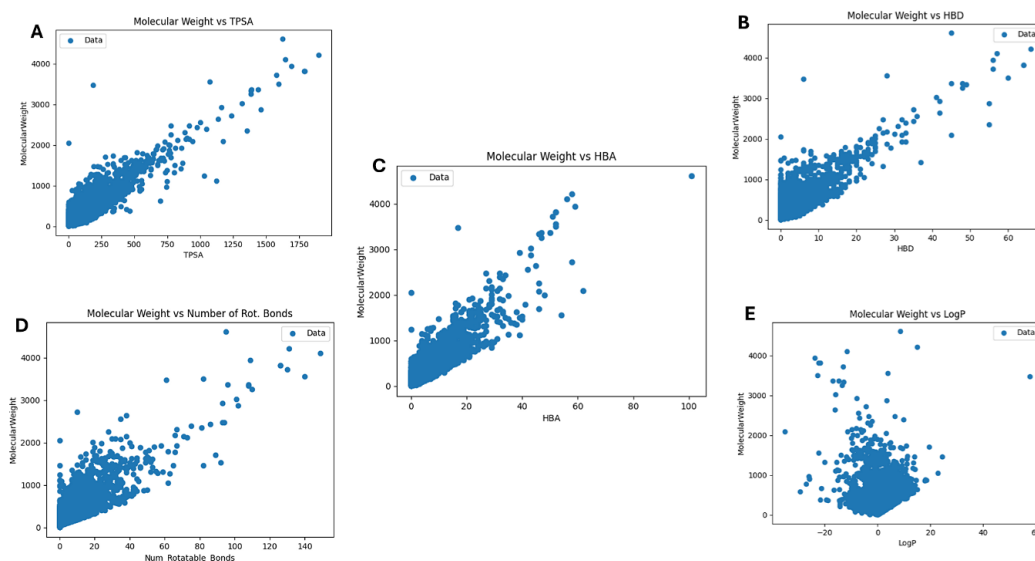 A
Molecular Weight vs TPSA
Data
MolecularWeight
4000
3000
2000
1000
0
0 250 500 750 1000 1250 1500 1750
TPSA
B
Molecular Weight vs HBD
Data
MolecularWeight
4000
3000
2000
1000
0
0 10 20 30 40 50 60
HBD
C
Molecular Weight vs HBA
Data
MolecularWeight
4000
3000
2000
1000
0
0 20 40 60 80 100
HBA
D
Molecular Weight vs Number of Rot. Bonds
Data
MolecularWeight
4000
3000
2000
1000
0
0 20 40 60 80 100 120 140
Num_Rotatable_Bonds
E
Molecular Weight vs LogP
Data
MolecularWeight
4000
3000
2000
1000
0
−20 0 20 40
LogP